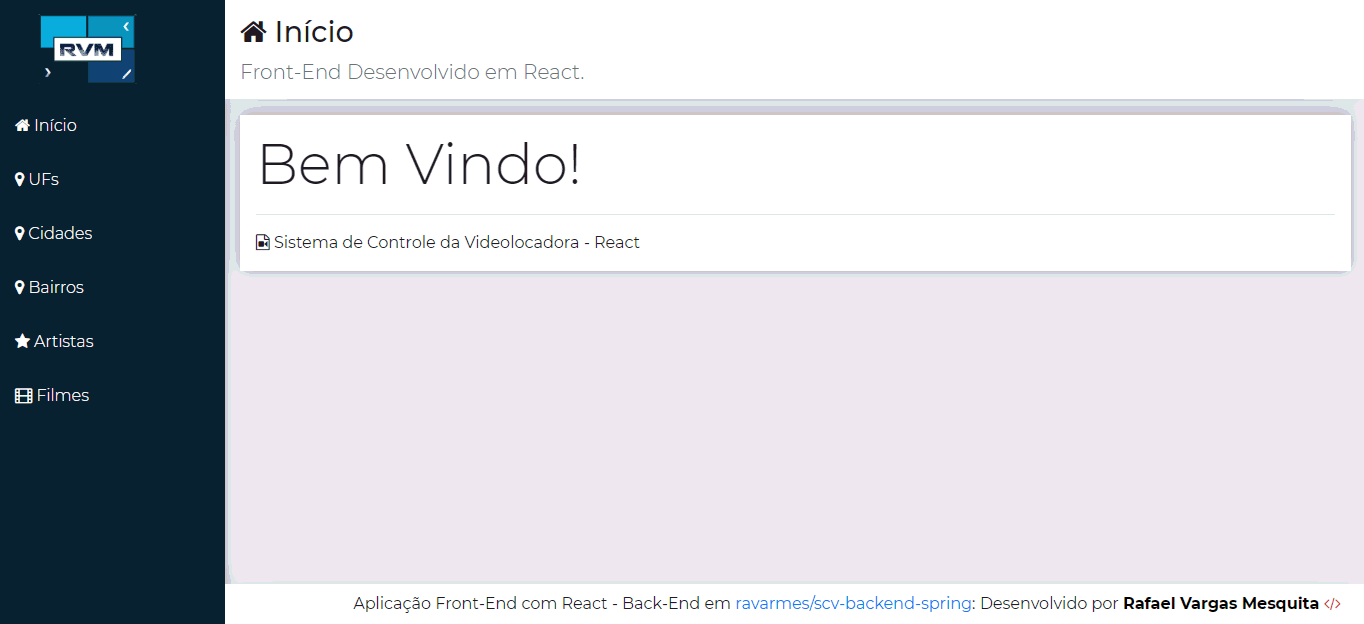 RVM
Início
UFs
Cidades
Bairros
Artistas
Filmes
Início
Front-End Desenvolvido em React.
Bem Vindo!
Sistema de Controle da Videolocadora - React
Aplicação Front-End com React - Back-End em ravarmes/scv-backend-spring: Desenvolvido por Rafael Vargas Mesquita </>